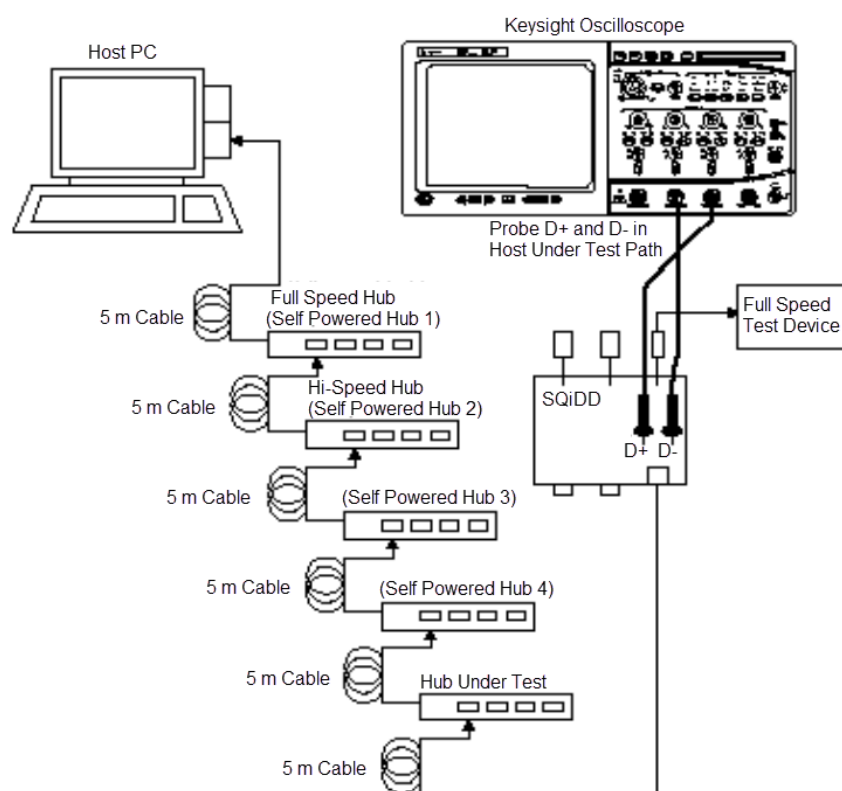 Keysight Oscilloscope
Host PC
Probe D+ and D- in
Host Under Test Path
Full Speed Hub
(Self Powered Hub 1)
5 m Cable
Full Speed
Test Device
Hi-Speed Hub
(Self Powered Hub 2)
5 m Cable
SQiDD
D+ D-
(Self Powered Hub 3)
5 m Cable
(Self Powered Hub 4)
5 m Cable
Hub Under Test
5 m Cable
5 m Cable